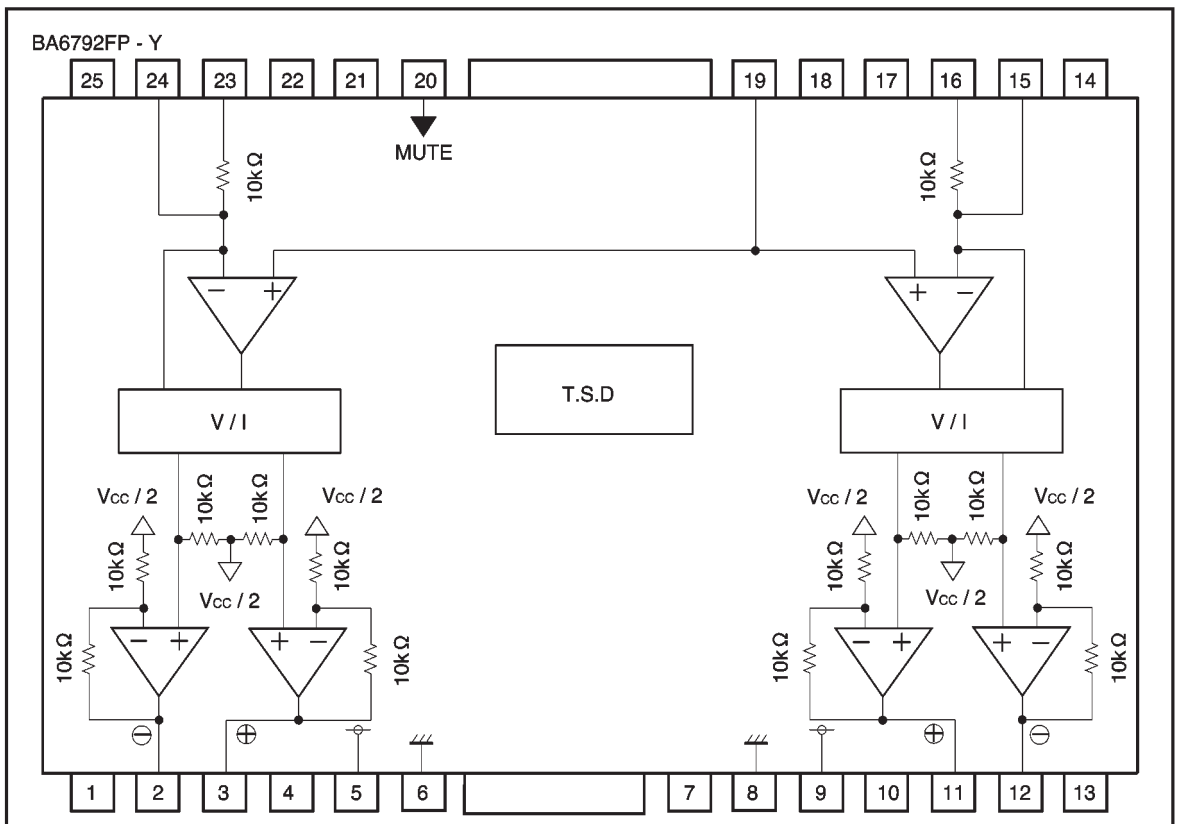 BA6792FP - Y
25 24 23 22 21 20 19 18 17 16 15 14
MUTE
10kΩ 10kΩ
− + + −
T.S.D
V / I V / I
10kΩ 10kΩ 10kΩ 10kΩ
Vcc / 2 Vcc / 2 Vcc / 2 Vcc / 2
10kΩ 10kΩ 10kΩ 10kΩ
Vcc / 2 Vcc / 2
− + + − − + + −
10kΩ 10kΩ 10kΩ 10kΩ
⊖ ⊕ ⊕ ⊖
1 2 3 4 5 6 7 8 9 10 11 12 13